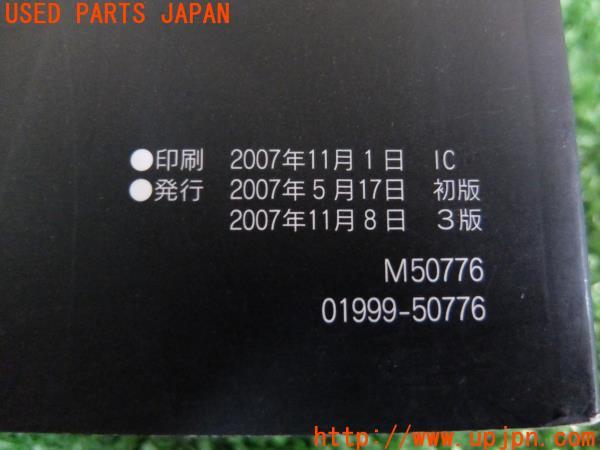 USED PARTS JAPAN
●印刷 2007年11月1日 IC
●発行 2007年5月17日 初版
2007年11月8日 3版
M50776
01999-50776
(U.P.J)
http://www.upjpn.com